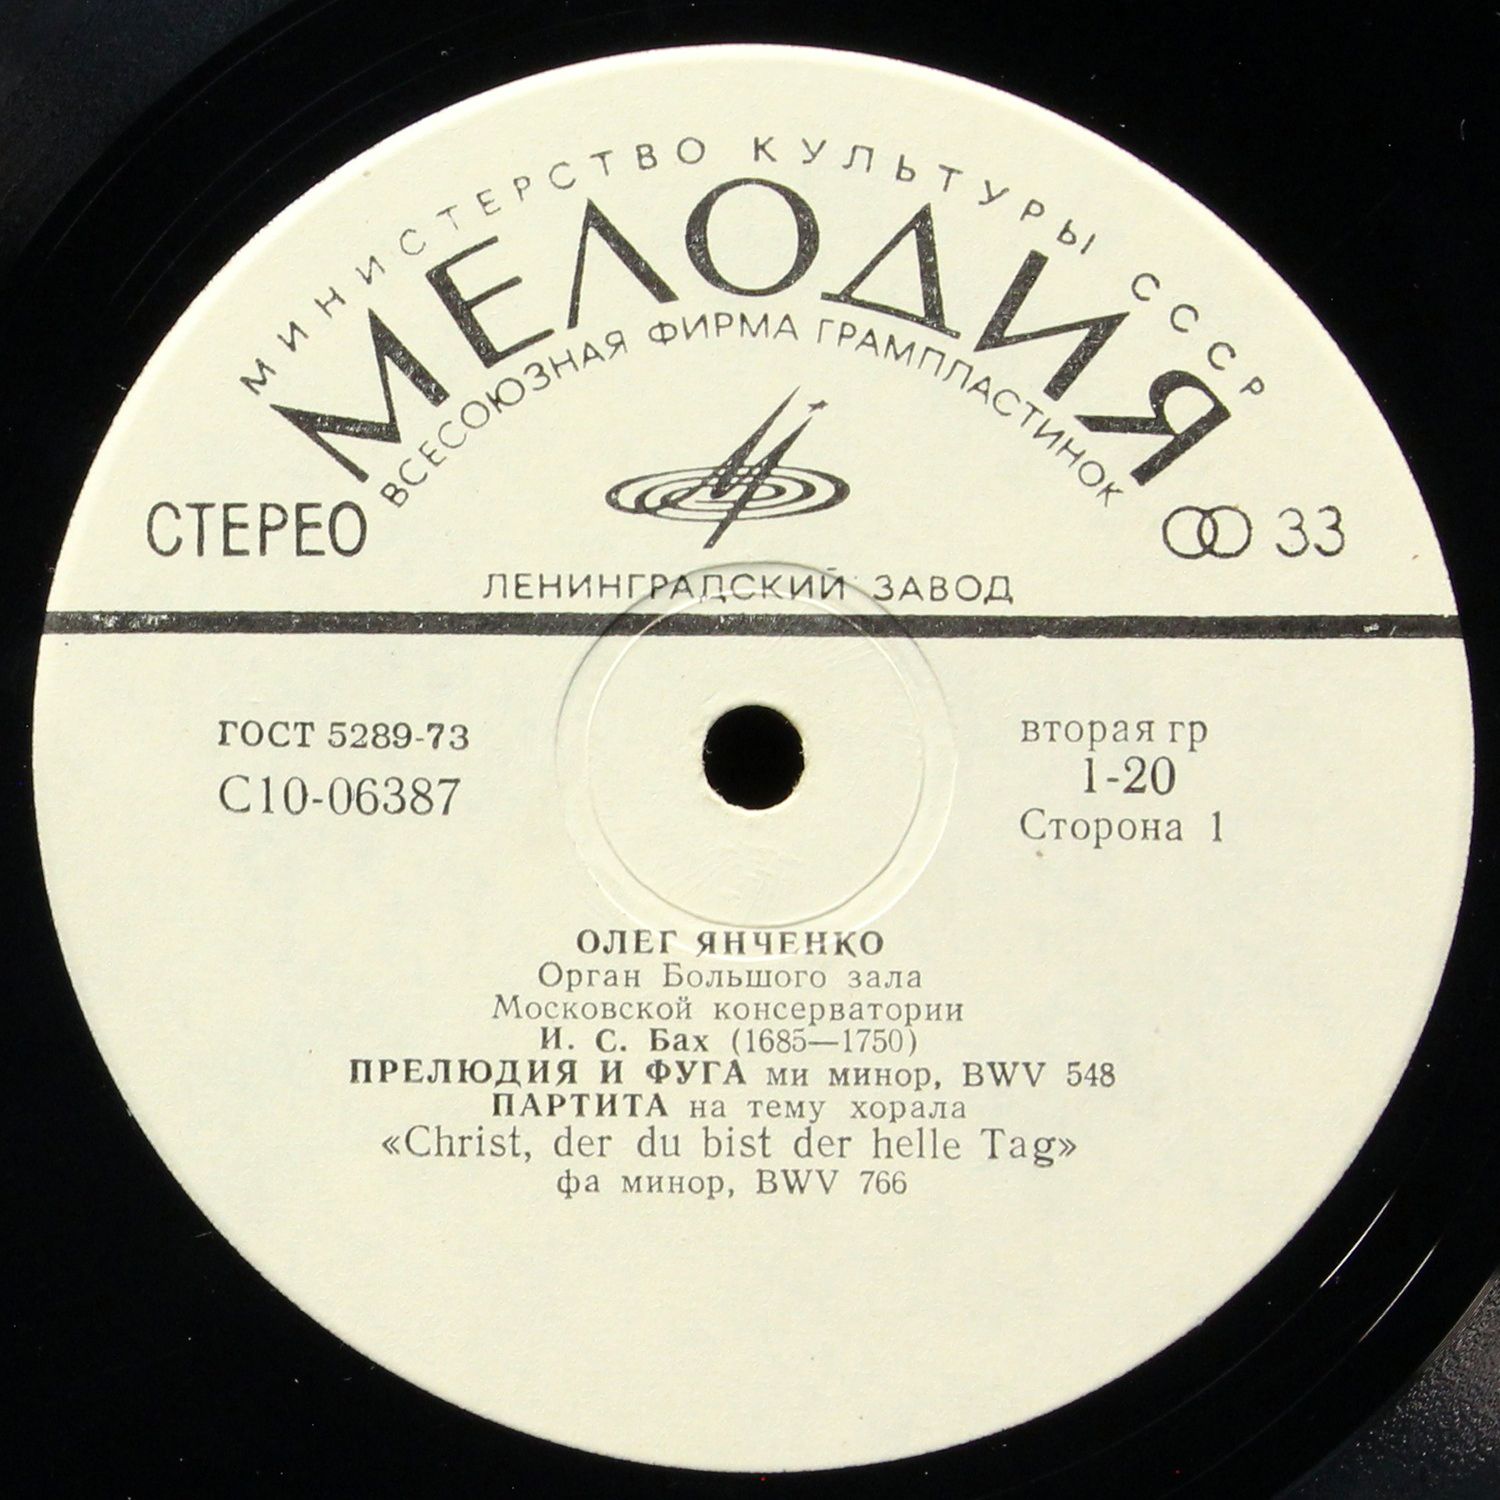 МИНИСТЕРСТВО КУЛЬТУРЫ СССР
МЕЛОДИЯ
ВСЕСОЮЗНАЯ ФИРМА ГРАМПЛАСТИНОК
СТЕРЕО
33
ЛЕНИНГРАДСКИЙ ЗАВОД
ГОСТ 5289-73
С10-06387
вторая гр
1-20
Сторона 1
ОЛЕГ ЯНЧЕНКО
Орган Большого зала
Московской консерватории
И. С. Бах (1685—1750)
ПРЕЛЮДИЯ И ФУГА ми минор, BWV 548
ПАРТИТА на тему хорала
«Christ, der du bist der helle Tag»
фа минор, BWV 766